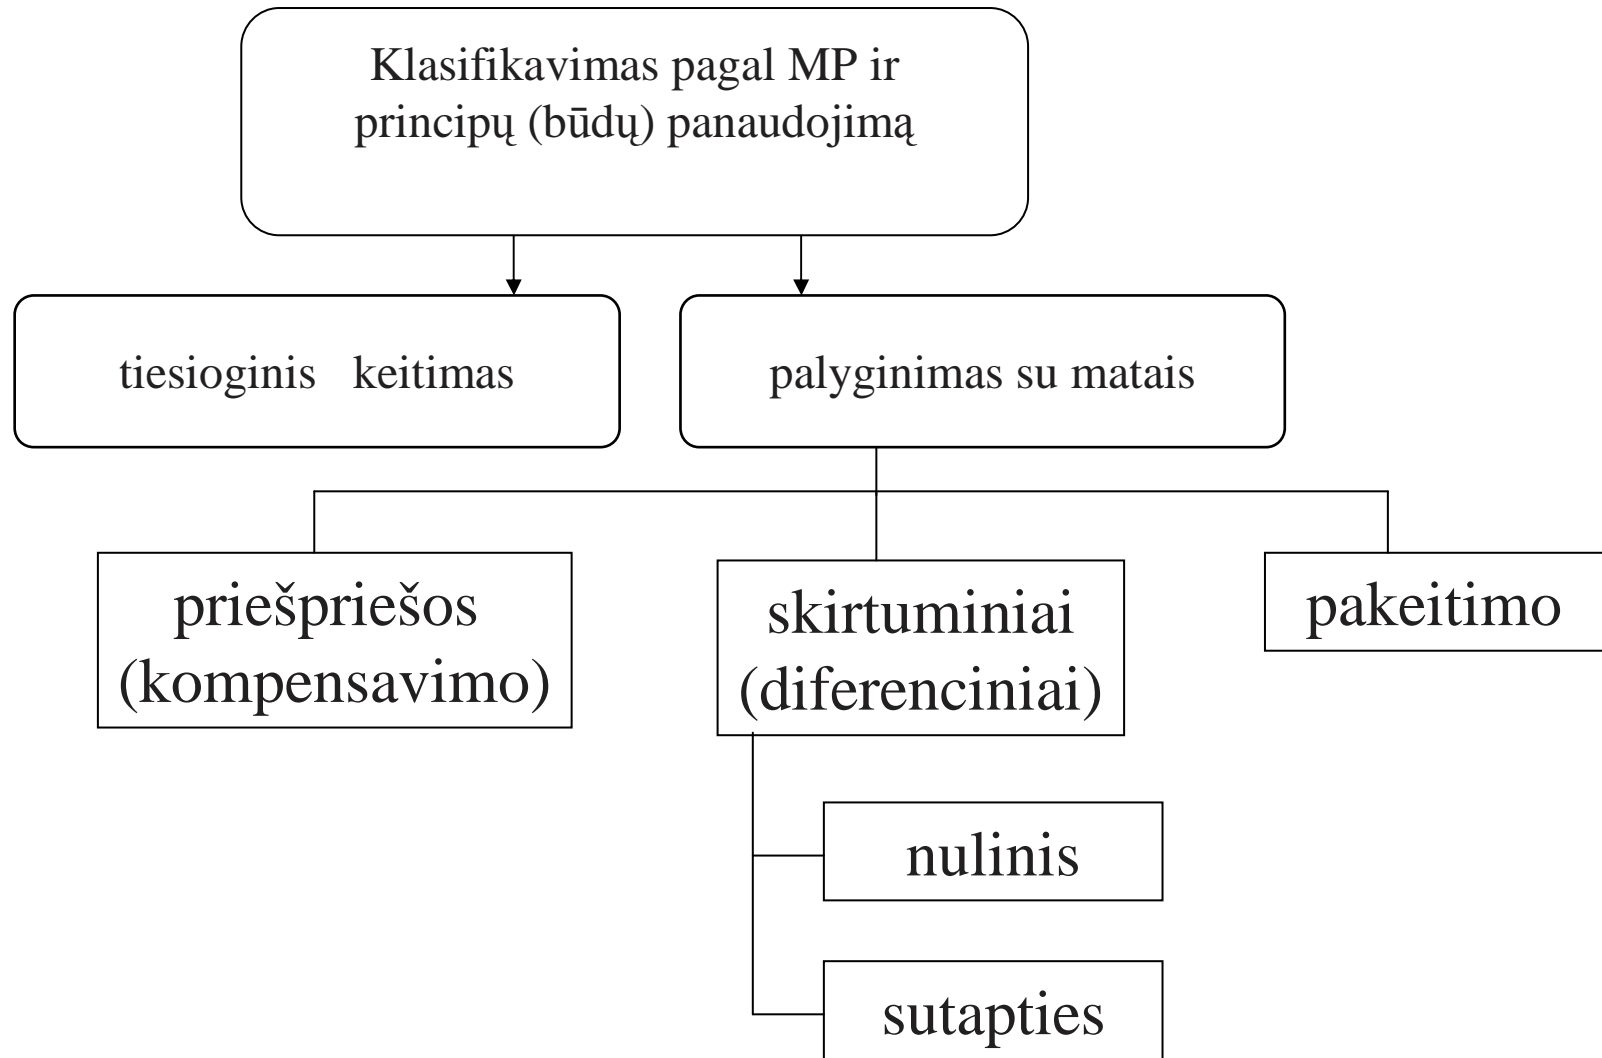 Klasifikavimas pagal MP ir
principų (būdų) panaudojimą
tiesioginis keitimas
palyginimas su matais
priešpriešos
(kompensavimo)
skirtuminiai
(diferenciniai)
pakeitimo
nulinis
sutapties